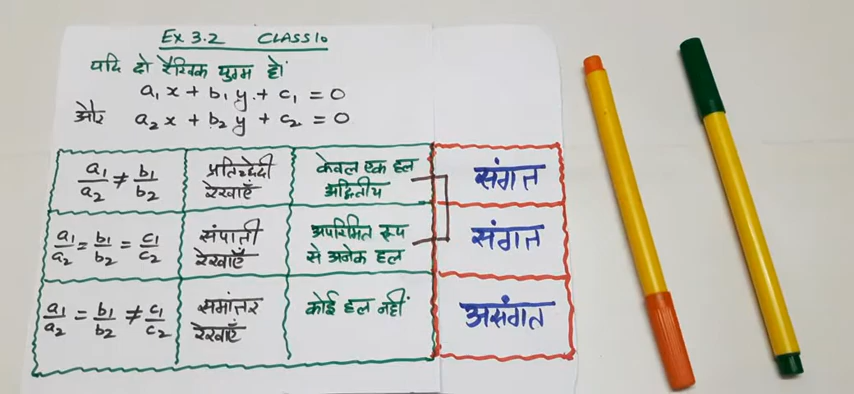 Ex 3.2 CLASS 10
यदि दो रैखिक युग्म हों
a₁x + b₁y + c₁ = 0
और a₂x + b₂y + c₂ = 0
a₁/a₂ ≠ b₁/b₂
प्रतिच्छेदी
रेखाएँ
केवल एक हल
अद्वितीय
संगत
a₁/a₂ = b₁/b₂ = c₁/c₂
संपाती
रेखाएँ
अपरिमित रूप
से अनेक हल
संगत
a₁/a₂ = b₁/b₂ ≠ c₁/c₂
समांतर
रेखाएँ
कोई हल नहीं
असंगत